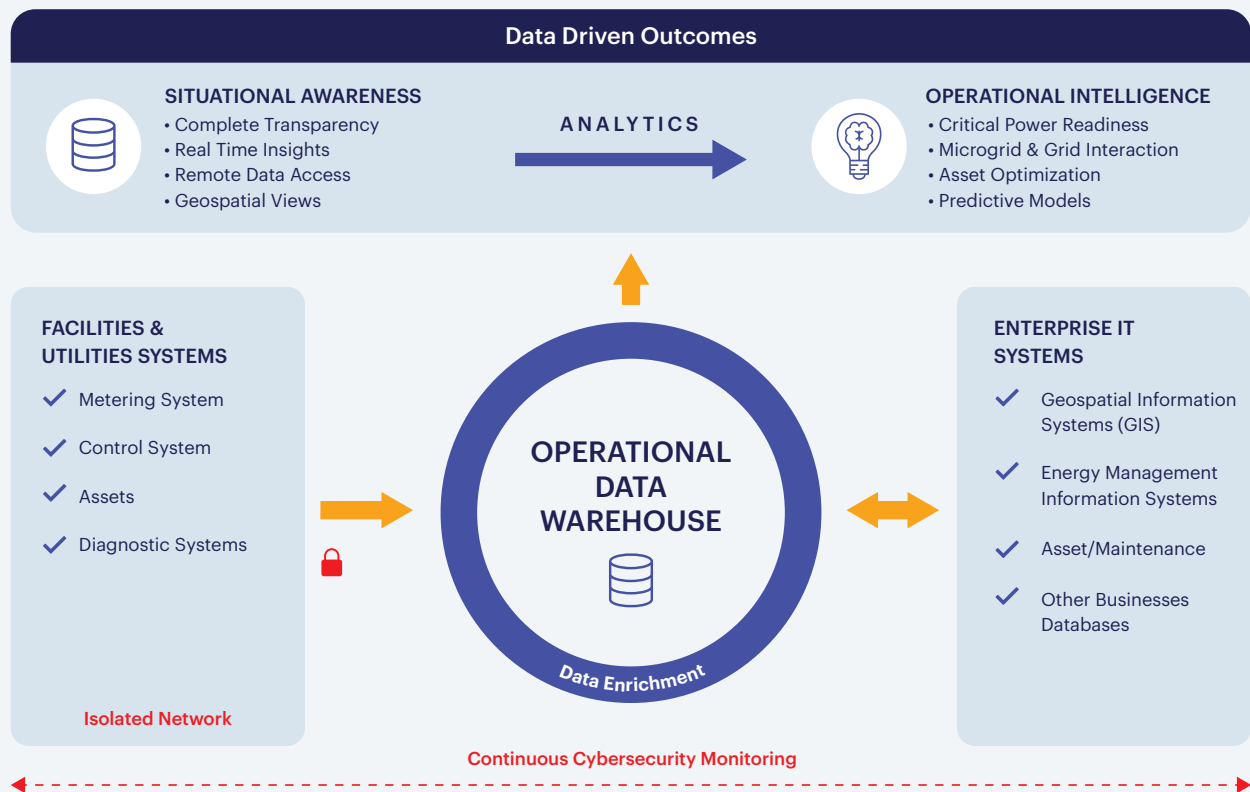 Data Driven Outcomes
SITUATIONAL AWARENESS
• Complete Transparency
• Real Time Insights
• Remote Data Access
• Geospatial Views
ANALYTICS
OPERATIONAL INTELLIGENCE
• Critical Power Readiness
• Microgrid & Grid Interaction
• Asset Optimization
• Predictive Models
FACILITIES &
UTILITIES SYSTEMS
Metering System
Control System
Assets
Diagnostic Systems
Isolated Network
OPERATIONAL
DATA
WAREHOUSE
Data Enrichment
ENTERPRISE IT
SYSTEMS
Geospatial Information
Systems (GIS)
Energy Management
Information Systems
Asset/Maintenance
Other Businesses
Databases
Continuous Cybersecurity Monitoring